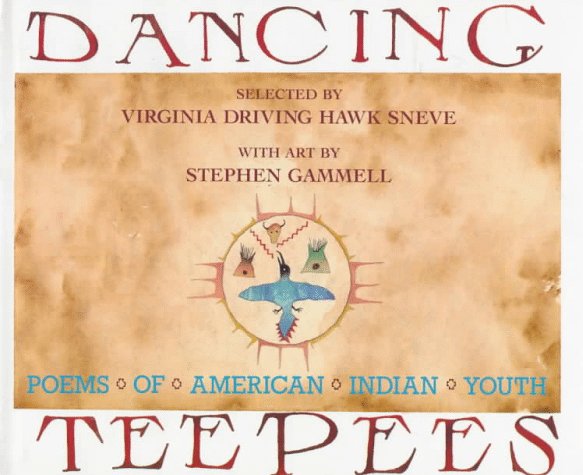 DANCING
SELECTED BY
VIRGINIA DRIVING HAWK SNEVE
WITH ART BY
STEPHEN GAMMELL
POEMS OF AMERICAN INDIAN YOUTH
TEEPEES